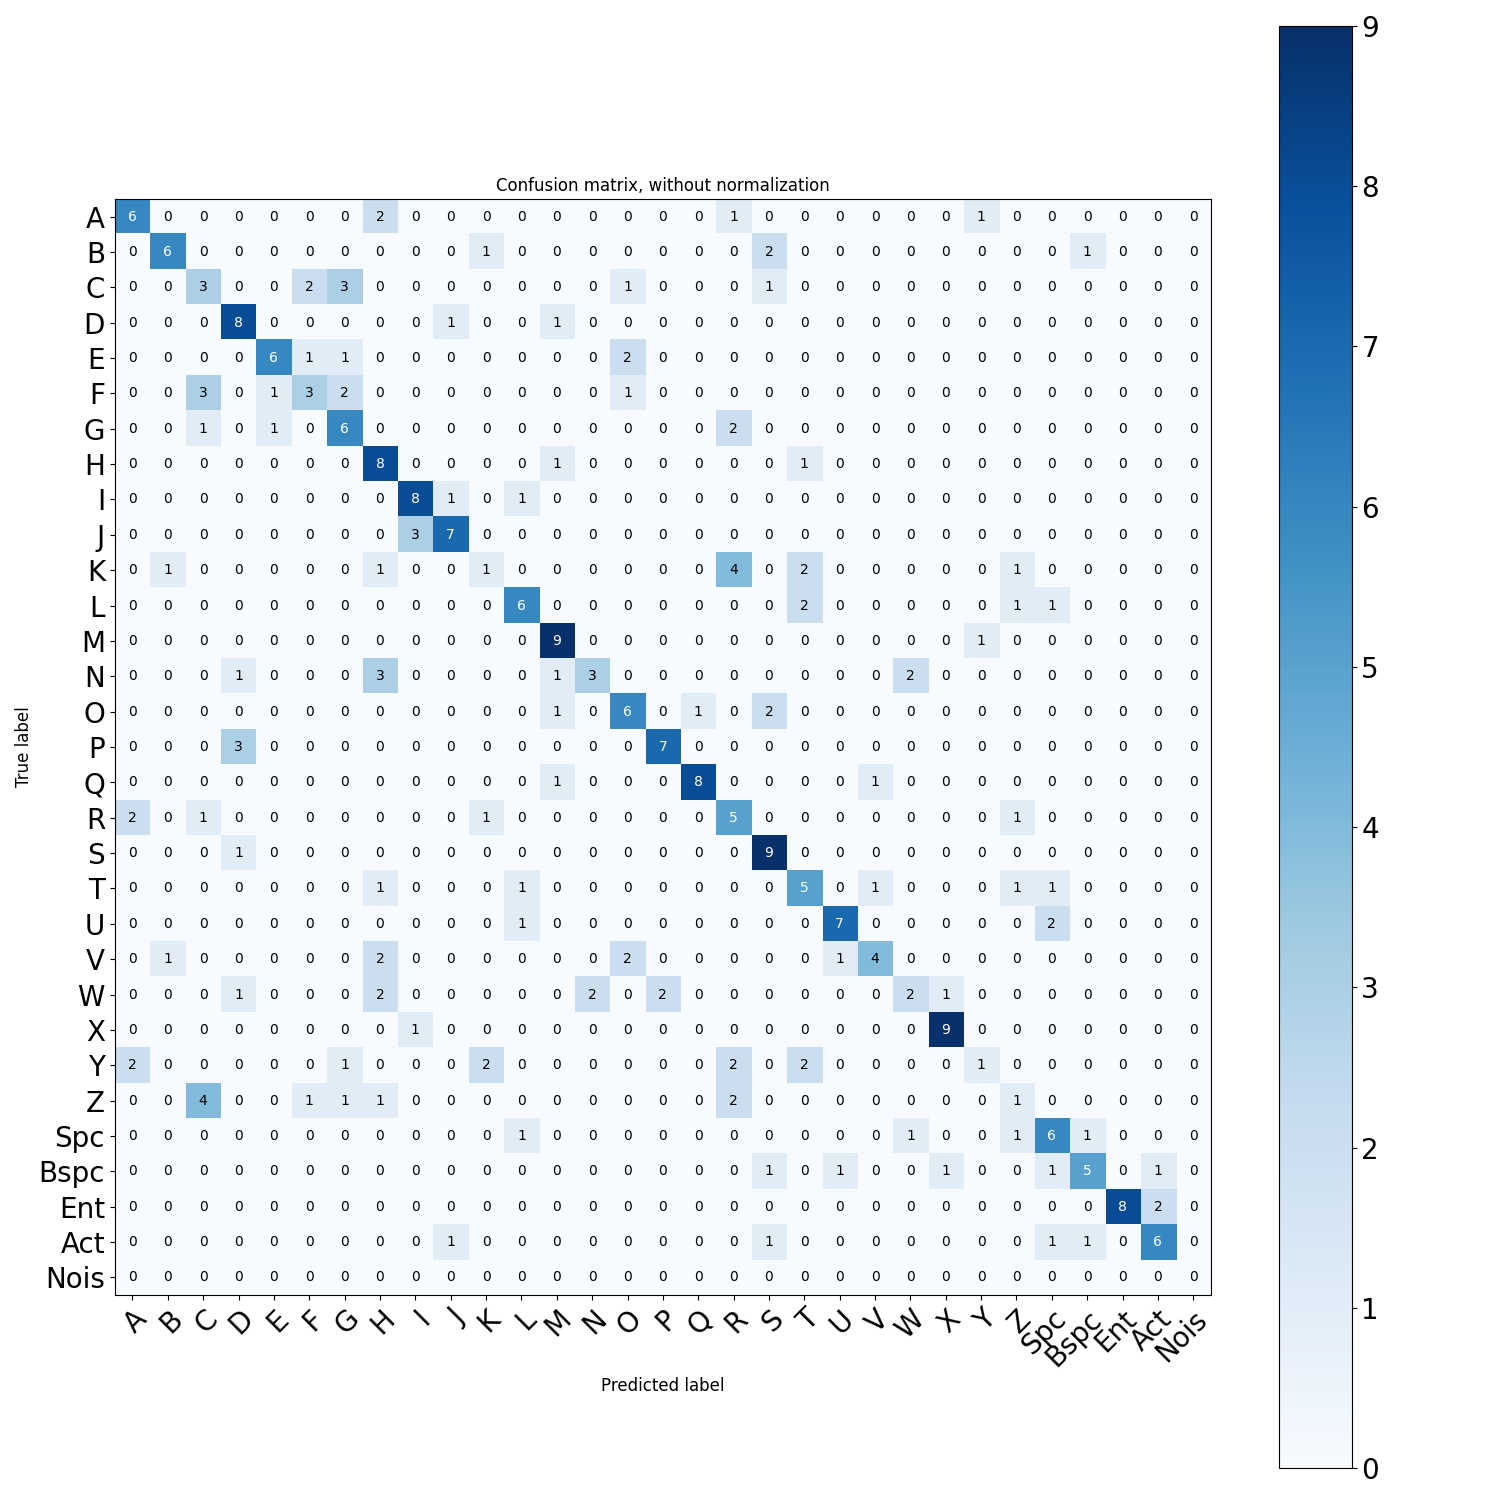 Confusion matrix, without normalization
True label
A 6 0 0 0 0 0 0 2 0 0 0 0 0 0 0 0 0 1 0 0 0 0 0 0 1 0 0 0 0 0 0
B 0 6 0 0 0 0 0 0 0 0 1 0 0 0 0 0 0 0 2 0 0 0 0 0 0 0 0 1 0 0 0
C 0 0 3 0 0 2 3 0 0 0 0 0 0 0 1 0 0 0 1 0 0 0 0 0 0 0 0 0 0 0 0
D 0 0 0 8 0 0 0 0 0 1 0 0 1 0 0 0 0 0 0 0 0 0 0 0 0 0 0 0 0 0 0
E 0 0 0 0 6 1 1 0 0 0 0 0 0 0 2 0 0 0 0 0 0 0 0 0 0 0 0 0 0 0 0
F 0 0 3 0 1 3 2 0 0 0 0 0 0 0 1 0 0 0 0 0 0 0 0 0 0 0 0 0 0 0 0
G 0 0 1 0 1 0 6 0 0 0 0 0 0 0 0 0 0 2 0 0 0 0 0 0 0 0 0 0 0 0 0
H 0 0 0 0 0 0 0 8 0 0 0 0 1 0 0 0 0 0 0 1 0 0 0 0 0 0 0 0 0 0 0
I 0 0 0 0 0 0 0 0 8 1 0 1 0 0 0 0 0 0 0 0 0 0 0 0 0 0 0 0 0 0 0
J 0 0 0 0 0 0 0 0 3 7 0 0 0 0 0 0 0 0 0 0 0 0 0 0 0 0 0 0 0 0 0
K 0 1 0 0 0 0 0 1 0 0 1 0 0 0 0 0 0 4 0 2 0 0 0 0 0 1 0 0 0 0 0
L 0 0 0 0 0 0 0 0 0 0 0 6 0 0 0 0 0 0 0 2 0 0 0 0 0 1 1 0 0 0 0
M 0 0 0 0 0 0 0 0 0 0 0 0 9 0 0 0 0 0 0 0 0 0 0 0 1 0 0 0 0 0 0
N 0 0 0 1 0 0 0 3 0 0 0 0 1 3 0 0 0 0 0 0 0 0 2 0 0 0 0 0 0 0 0
O 0 0 0 0 0 0 0 0 0 0 0 0 1 0 6 0 1 0 2 0 0 0 0 0 0 0 0 0 0 0 0
P 0 0 0 3 0 0 0 0 0 0 0 0 0 0 0 7 0 0 0 0 0 0 0 0 0 0 0 0 0 0 0
Q 0 0 0 0 0 0 0 0 0 0 0 0 1 0 0 0 8 0 0 0 0 1 0 0 0 0 0 0 0 0 0
R 2 0 1 0 0 0 0 0 0 0 1 0 0 0 0 0 0 5 0 0 0 0 0 0 0 1 0 0 0 0 0
S 0 0 0 1 0 0 0 0 0 0 0 0 0 0 0 0 0 0 9 0 0 0 0 0 0 0 0 0 0 0 0
T 0 0 0 0 0 0 0 1 0 0 0 1 0 0 0 0 0 0 0 5 0 1 0 0 0 1 1 0 0 0 0
U 0 0 0 0 0 0 0 0 0 0 0 1 0 0 0 0 0 0 0 0 7 0 0 0 0 0 2 0 0 0 0
V 0 1 0 0 0 0 0 2 0 0 0 0 0 0 2 0 0 0 0 0 1 4 0 0 0 0 0 0 0 0 0
W 0 0 0 1 0 0 0 2 0 0 0 0 0 2 0 2 0 0 0 0 0 0 2 1 0 0 0 0 0 0 0
X 0 0 0 0 0 0 0 0 1 0 0 0 0 0 0 0 0 0 0 0 0 0 0 9 0 0 0 0 0 0 0
Y 2 0 0 0 0 0 1 0 0 0 2 0 0 0 0 0 0 2 0 2 0 0 0 0 1 0 0 0 0 0 0
Z 0 0 4 0 0 1 1 1 0 0 0 0 0 0 0 0 0 2 0 0 0 0 0 0 0 1 0 0 0 0 0
Spc 0 0 0 0 0 0 0 0 0 0 0 1 0 0 0 0 0 0 0 0 0 0 1 0 0 1 6 1 0 0 0
Bspc 0 0 0 0 0 0 0 0 0 0 0 0 0 0 0 0 0 0 1 0 1 0 0 1 0 0 1 5 0 1 0
Ent 0 0 0 0 0 0 0 0 0 0 0 0 0 0 0 0 0 0 0 0 0 0 0 0 0 0 0 0 8 2 0
Act 0 0 0 0 0 0 0 0 0 1 0 0 0 0 0 0 0 0 1 0 0 0 0 0 0 0 1 1 0 6 0
Nois 0 0 0 0 0 0 0 0 0 0 0 0 0 0 0 0 0 0 0 0 0 0 0 0 0 0 0 0 0 0 0
A B C D E F G H I J K L M N O P Q R S T U V W X Y Z Spc Bspc Ent Act Nois
Predicted label
9
8
7
6
5
4
3
2
1
0